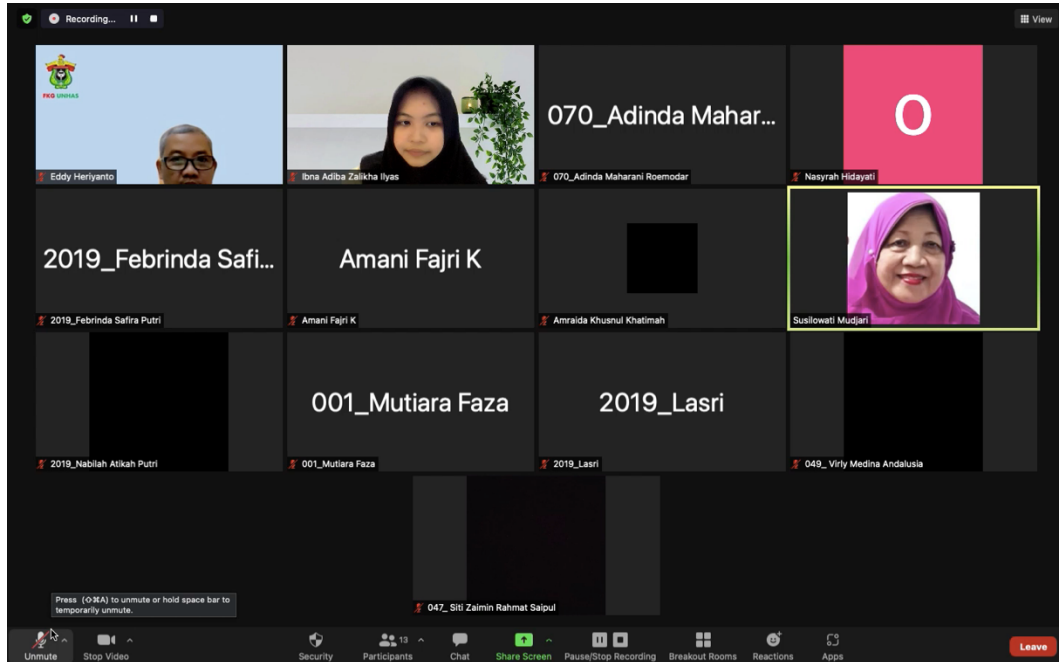 Recording...
View
FKG UNHAS
Eddy Heriyanto
Ibna Adiba Zalikha Ilyas
070_Adinda Mahar...
070_Adinda Maharani Roemodar
O
Nasyrah Hidayati
2019_Febrinda Safi...
2019_Febrinda Safira Putri
Amani Fajri K
Amani Fajri K
Amraida Khusnul Khatimah
Susilowati Mudjari
2019_Nabilah Atikah Putri
001_Mutiara Faza
001_Mutiara Faza
2019_Lasri
2019_Lasri
049_ Virly Medina Andalusia
047_ Siti Zaimin Rahmat Saipul
Press (⇧⌘A) to unmute or hold space bar to
temporarily unmute.
Unmute
Stop Video
Security
13
Participants
Chat
Share Screen
Pause/Stop Recording
Breakout Rooms
Reactions
Apps
Leave